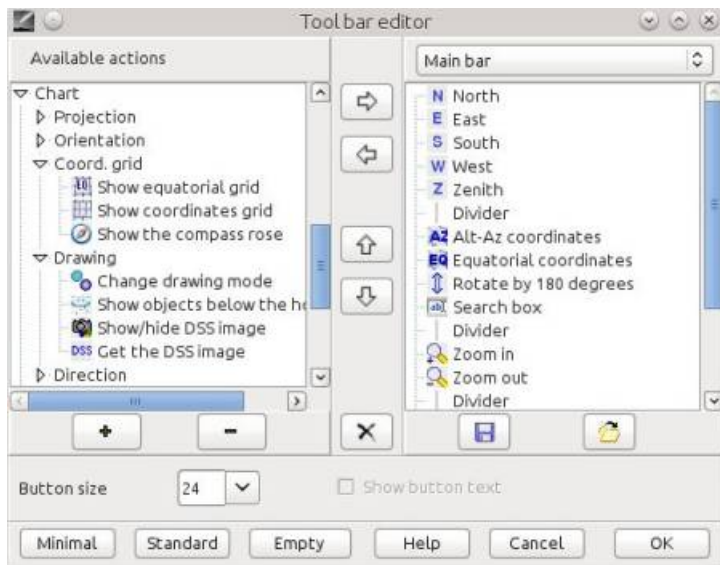 Tool bar editor
Available actions
Main bar
Chart
Projection
Orientation
Coord. grid
EQ Show equatorial grid
Show coordinates grid
Show the compass rose
Drawing
Change drawing mode
Show objects below the ho
Show/hide DSS image
DSS Get the DSS image
Direction
N North
E East
S South
W West
Z Zenith
Divider
AZ Alt-Az coordinates
EQ Equatorial coordinates
Rotate by 180 degrees
ab Search box
Divider
Zoom in
Zoom out
Divider
+ -
Button size 24 Show button text
Minimal Standard Empty Help Cancel OK